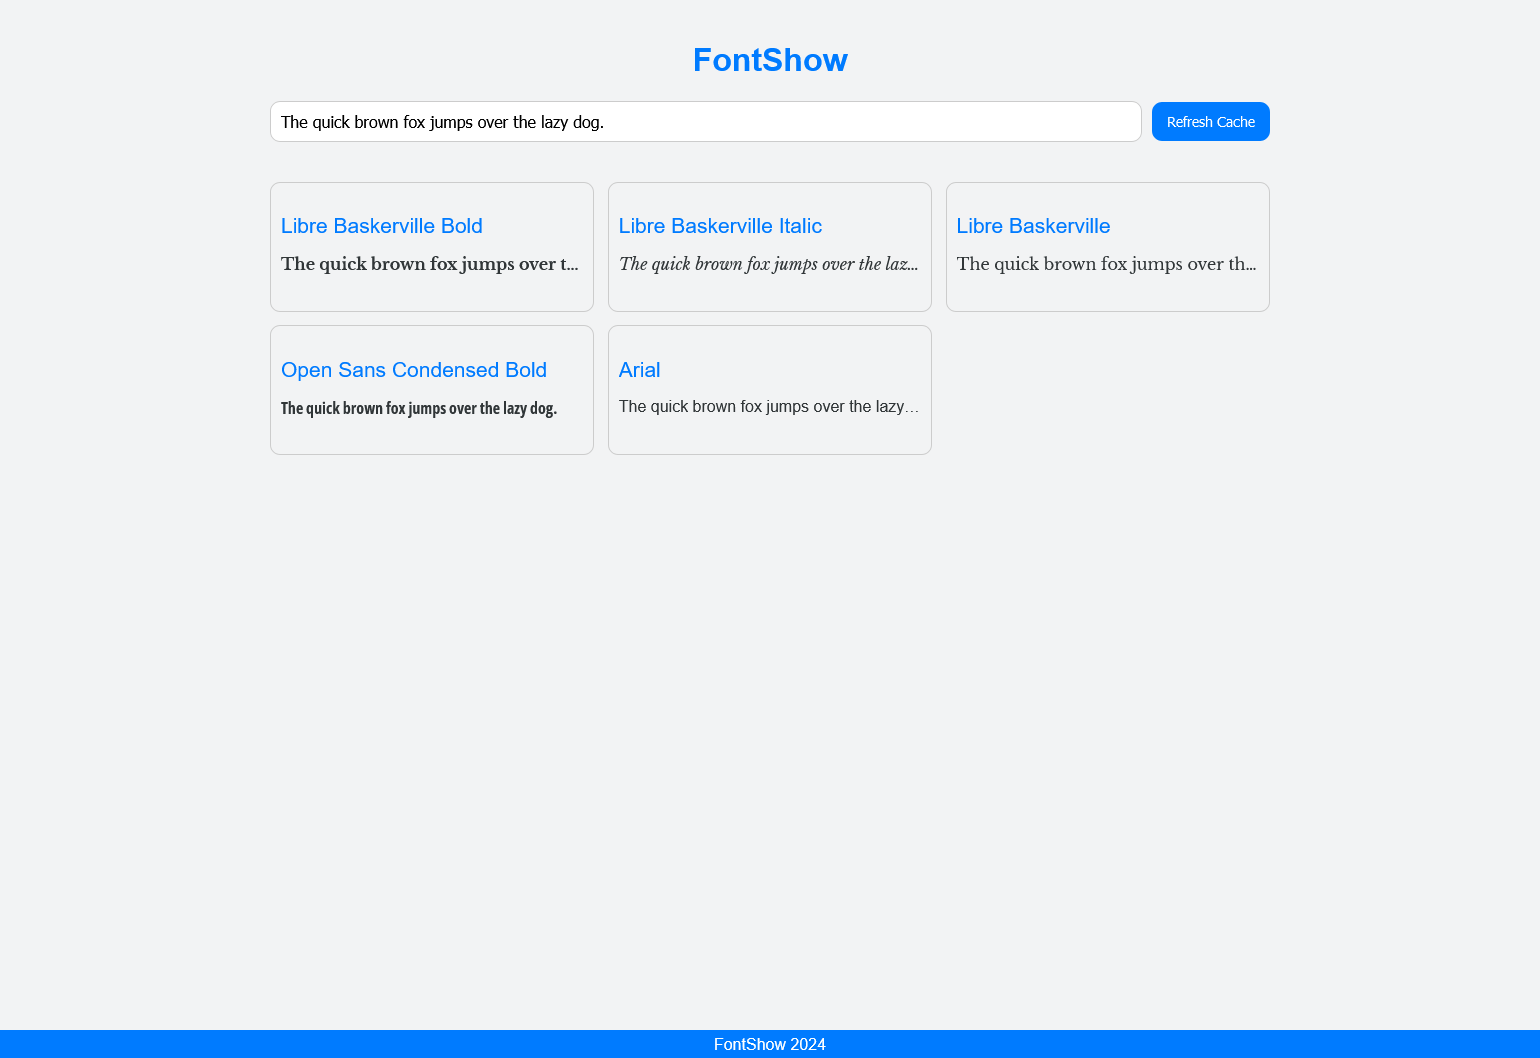 FontShow
The quick brown fox jumps over the lazy dog.
Refresh Cache
Libre Baskerville Bold
The quick brown fox jumps over t...
Libre Baskerville Italic
The quick brown fox jumps over the laz...
Libre Baskerville
The quick brown fox jumps over th...
Open Sans Condensed Bold
The quick brown fox jumps over the lazy dog.
Arial
The quick brown fox jumps over the lazy...
FontShow 2024